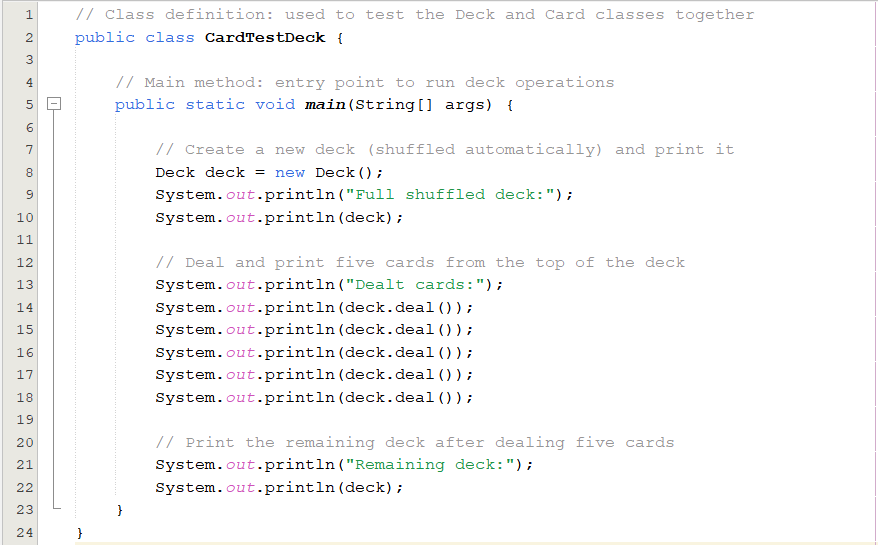 1 // Class definition: used to test the Deck and Card classes together
2 public class CardTestDeck {
3
4     // Main method: entry point to run deck operations
5     public static void main(String[] args) {
6
7         // Create a new deck (shuffled automatically) and print it
8         Deck deck = new Deck();
9         System.out.println("Full shuffled deck:");
10         System.out.println(deck);
11
12         // Deal and print five cards from the top of the deck
13         System.out.println("Dealt cards:");
14         System.out.println(deck.deal());
15         System.out.println(deck.deal());
16         System.out.println(deck.deal());
17         System.out.println(deck.deal());
18         System.out.println(deck.deal());
19
20         // Print the remaining deck after dealing five cards
21         System.out.println("Remaining deck:");
22         System.out.println(deck);
23     }
24 }